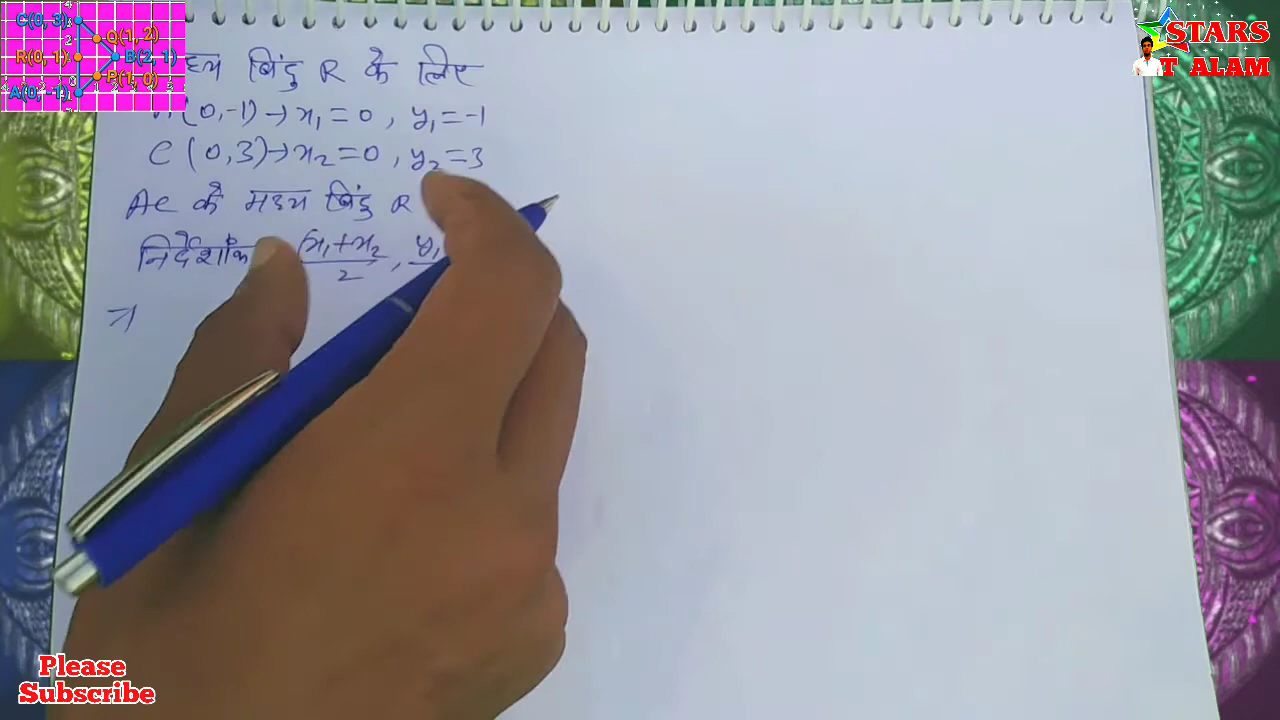 C(0, 3)
Q(1, 2)
R(0, 1)
B(2, 1)
P(1, 0)
A(0, -1)
STARS
T ALAM
बिंदु R के लिए
(0,-1) → x₁ = 0, y₁ = -1
C (0,3) → x₂ = 0, y₂ = 3
AC के मध्य बिंदु R
निर्देशांक x₁+x₂/2, y₁
⇒
Please
Subscribe